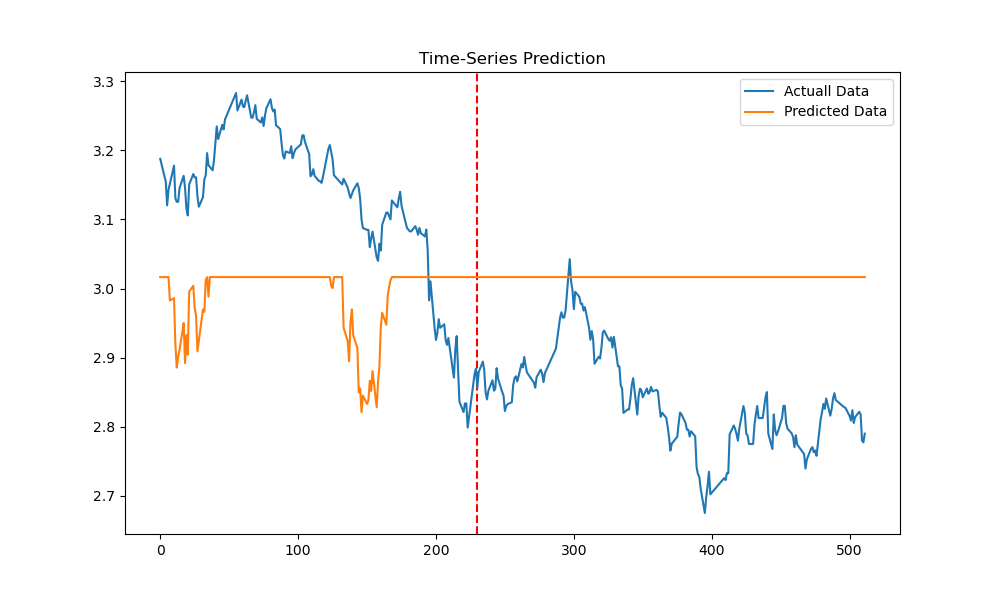 Time-Series Prediction
Actuall Data
Predicted Data
3.3
3.2
3.1
3.0
2.9
2.8
2.7
0 100 200 300 400 500